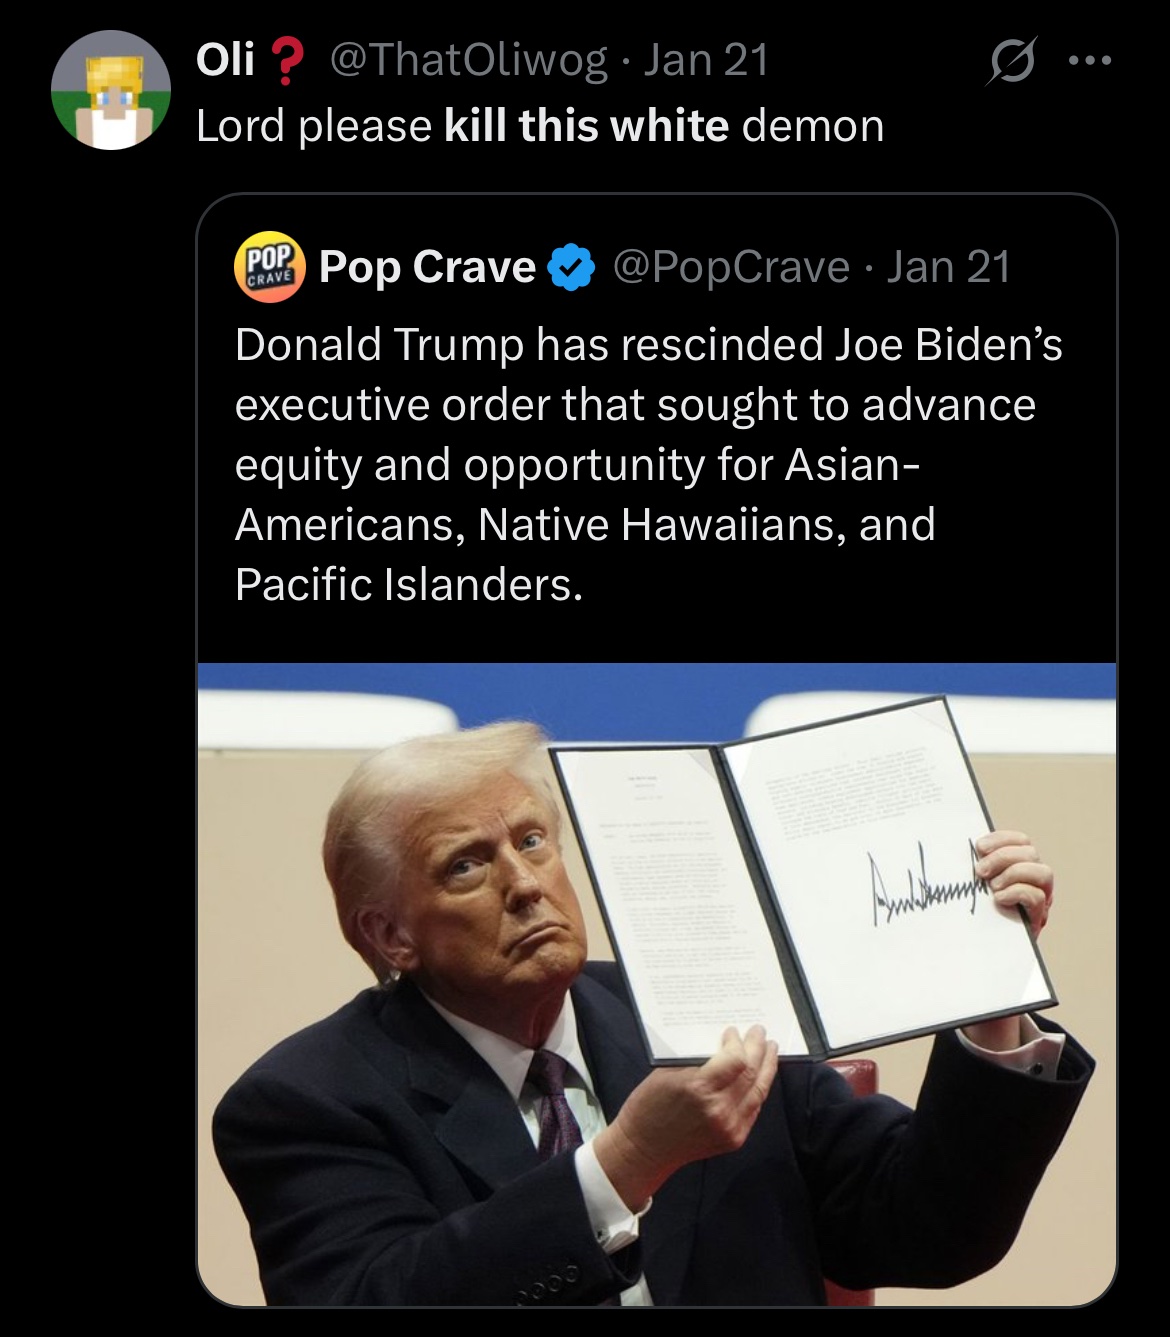 Oli❓ @ThatOliwog · Jan 21
Lord please kill this white demon
POP
CRAVE
Pop Crave @PopCrave · Jan 21
Donald Trump has rescinded Joe Biden’s
executive order that sought to advance
equity and opportunity for Asian-
Americans, Native Hawaiians, and
Pacific Islanders.